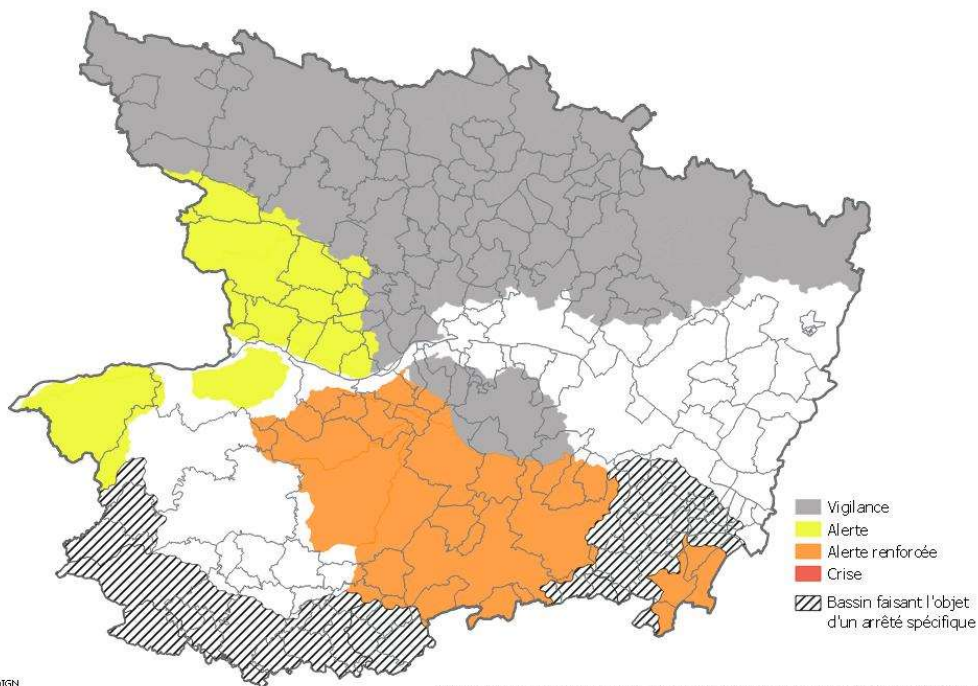 Vigilance
Alerte
Alerte renforcée
Crise
Bassin faisant l'objet
d'un arrêté spécifique